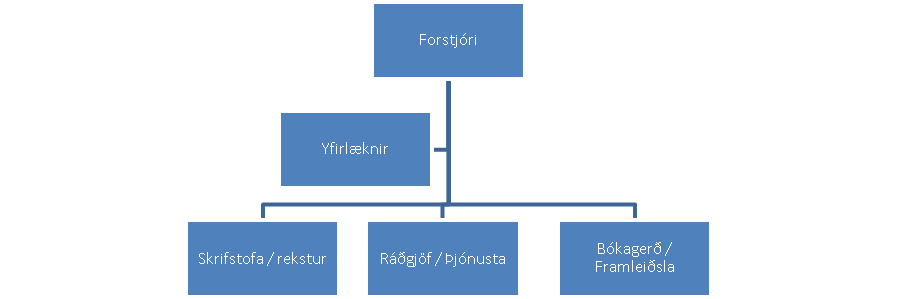 Forstjóri
Yfirlæknir
Skrifstofa / rekstur
Ráðgjöf / Þjónusta
Bókagerð /
Framleiðsla